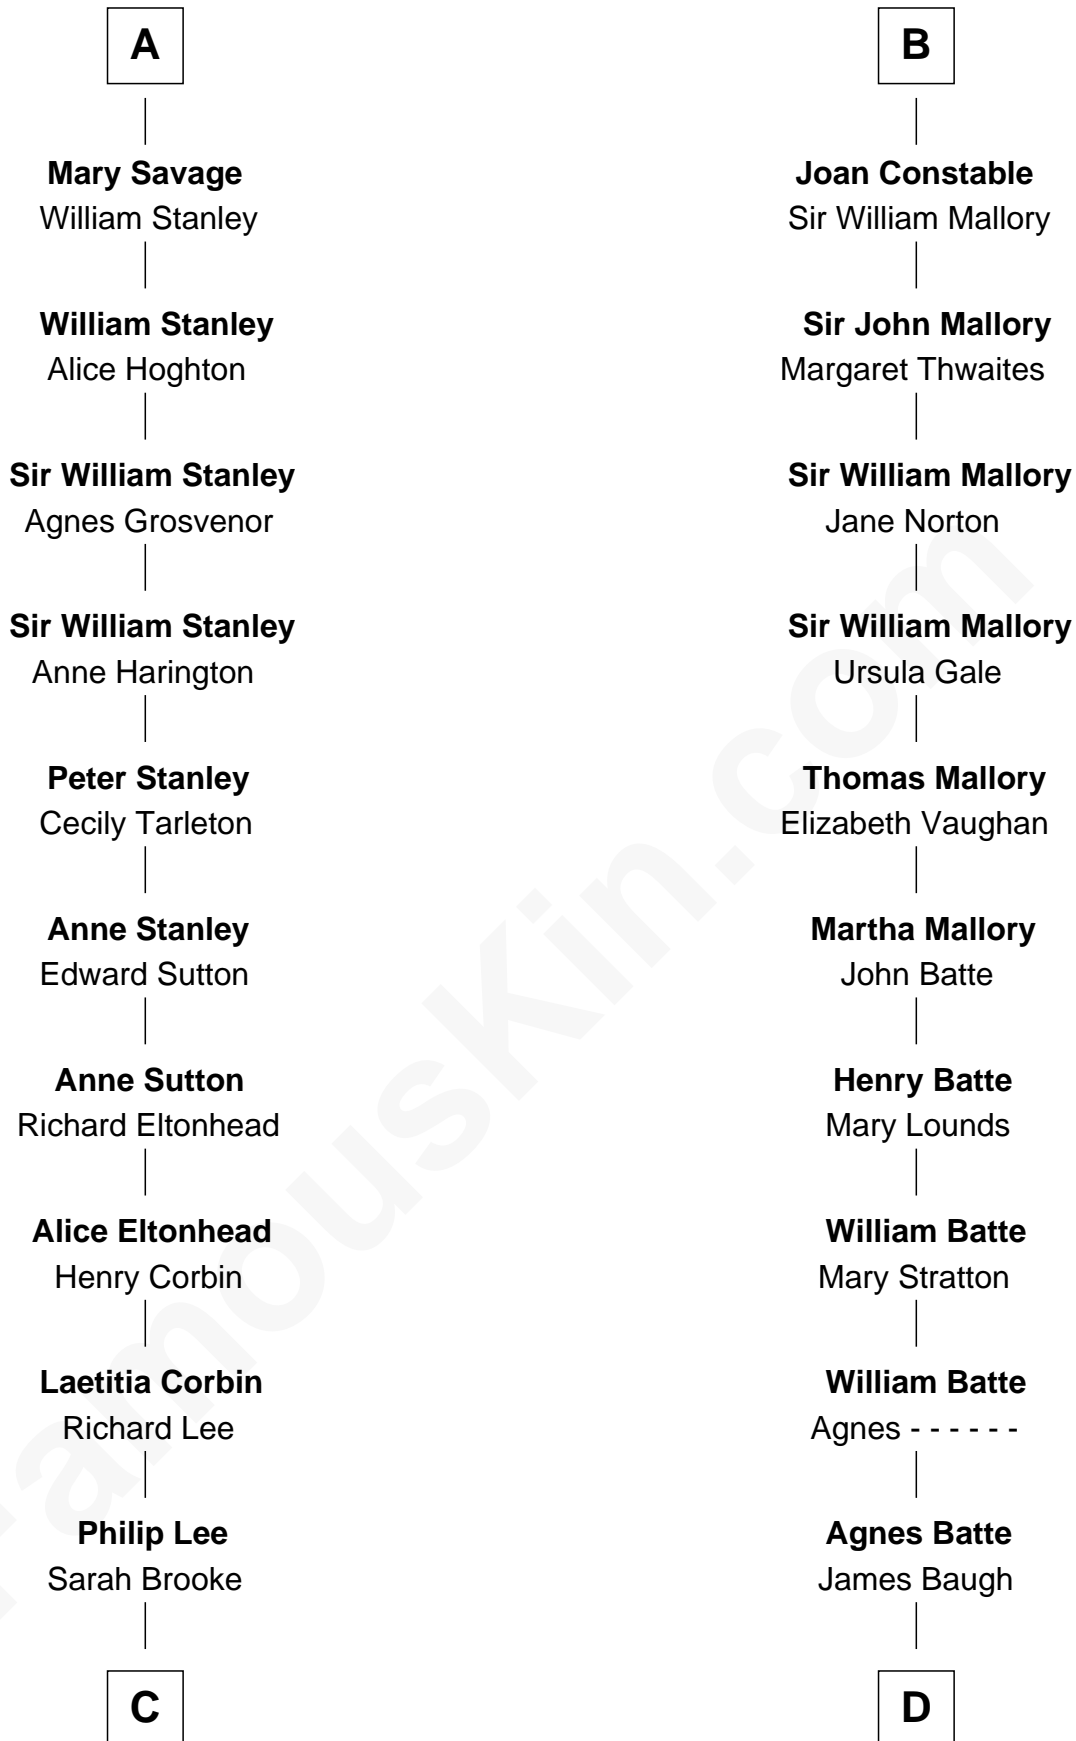 A
Mary Savage
William Stanley
William Stanley
Alice Hoghton
Sir William Stanley
Agnes Grosvenor
Sir William Stanley
Anne Harington
Peter Stanley
Cecily Tarleton
Anne Stanley
Edward Sutton
Anne Sutton
Richard Eltonhead
Alice Eltonhead
Henry Corbin
Laetitia Corbin
Richard Lee
Philip Lee
Sarah Brooke
C
B
Joan Constable
Sir William Mallory
Sir John Mallory
Margaret Thwaites
Sir William Mallory
Jane Norton
Sir William Mallory
Ursula Gale
Thomas Mallory
Elizabeth Vaughan
Martha Mallory
John Batte
Henry Batte
Mary Lounds
William Batte
Mary Stratton
William Batte
Agnes - - - - - -
Agnes Batte
James Baugh
D
FamousKin.com